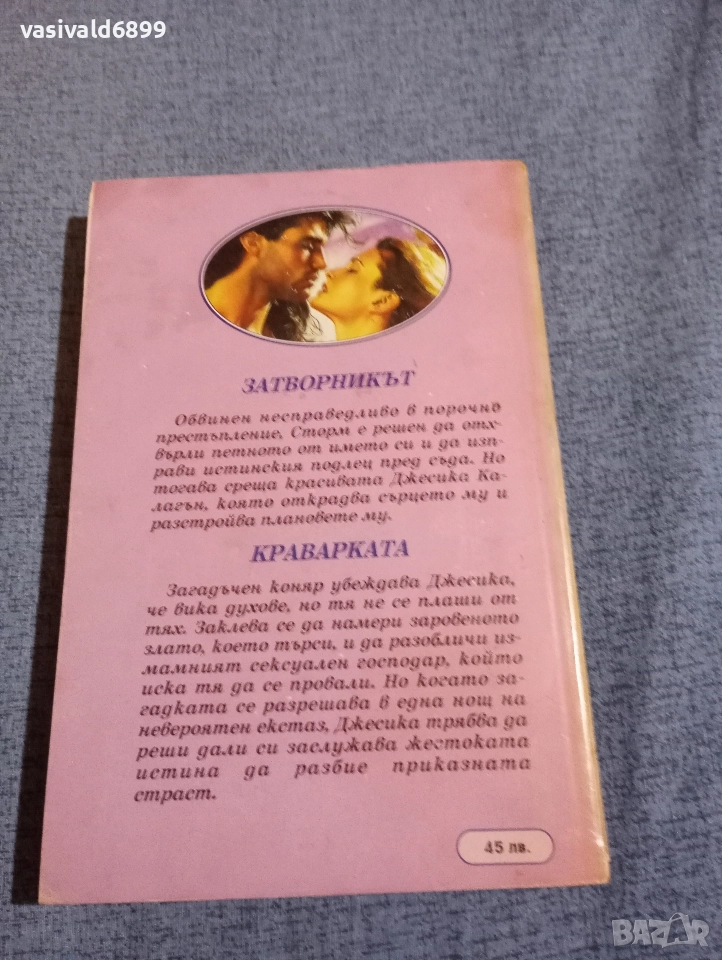 vasivald6899
ЗАТВОРНИКЪТ
Обвинен несправедливо в порочно
престъпление, Сторм е решен да отх-
върли петното от името си и да изп-
рави истинския подлец пред съда. Но
тогава среща красивата Джесика Ка-
лагън, която открадва сърцето му и
разстройва плановете му.
КРАВАРКАТА
Загадъчен коняр убеждава Джесика,
че вика духове, но тя не се плаши от
тях. Заклева се да намери заровеното
злато, което търси, и да разобличи из-
мамният сексуален господар, който
иска тя да се провали. Но когато за-
гадката се разрешава в една нощ на
невероятен екстаз, Джесика трябва да
реши дали си заслужава жестоката
истина да разбие приказната
страст.
45 лв.
BAZAR